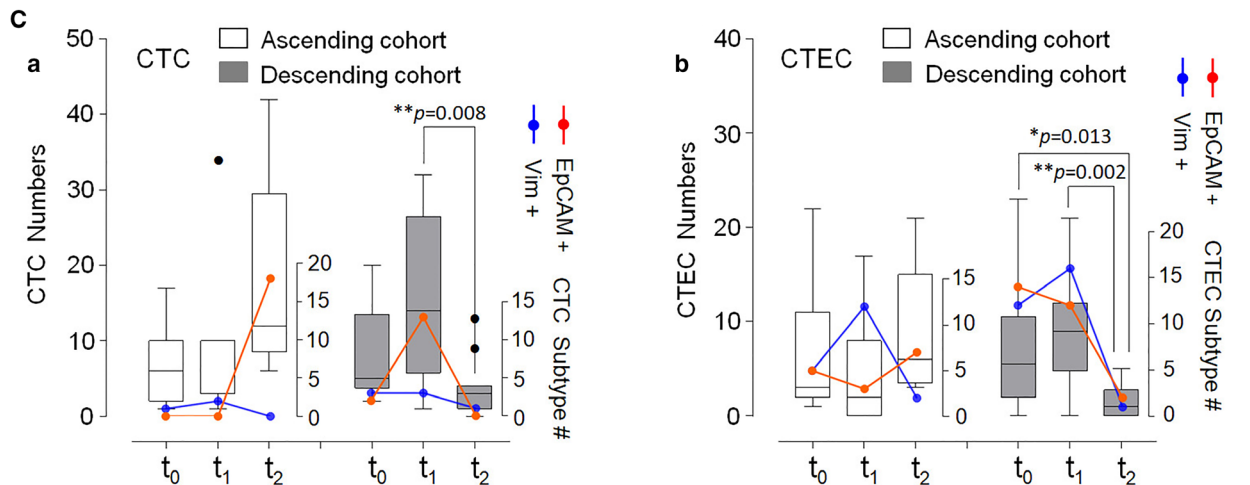 C
a
CTC
Ascending cohort
Descending cohort
**p=0.008
EpCAM +
Vim +
CTC Numbers
50
40
30
20
10
0
20
15
10
5
0
15
10
5
0
CTC Subtype #
t0 t1 t2 t0 t1 t2
b
CTEC
Ascending cohort
Descending cohort
*p=0.013
**p=0.002
EpCAM +
Vim +
CTEC Numbers
40
30
20
10
0
15
10
5
0
20
15
10
5
0
CTEC Subtype #
t0 t1 t2 t0 t1 t2